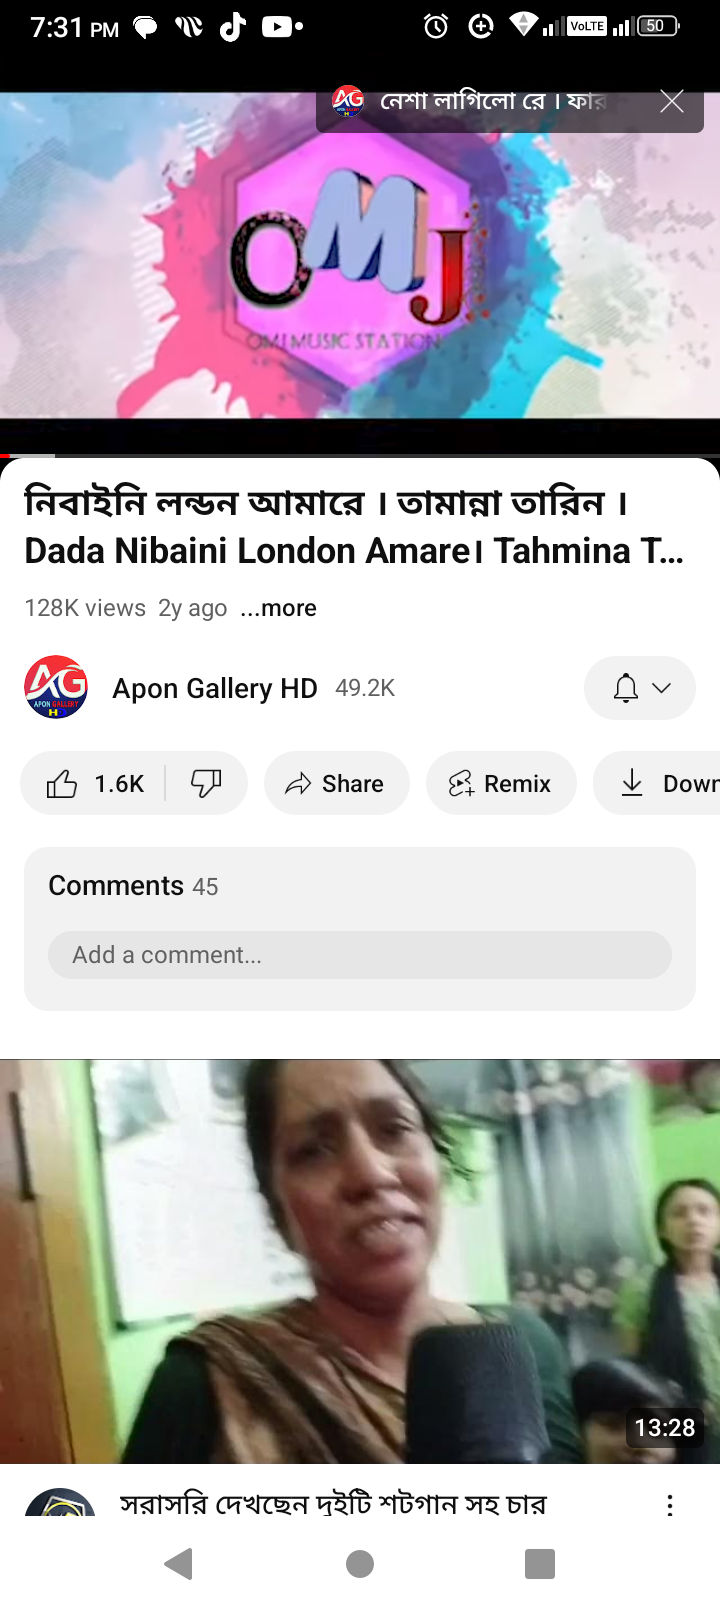 7:31 PM
VoLTE
50
AG
নেশা লাগিলো রে । ফার
OMJ
OMJ MUSIC STATION
নিবাইনি লন্ডন আমারে । তামান্না তারিন ।
Dada Nibaini London Amare। Tahmina T...
128K views 2y ago ...more
AG
APON GALLERY
H
Apon Gallery HD 49.2K
1.6K Share Remix Down
Comments 45
Add a comment...
13:28
সরাসরি দেখছেন দুইটি শটগান সহ চার